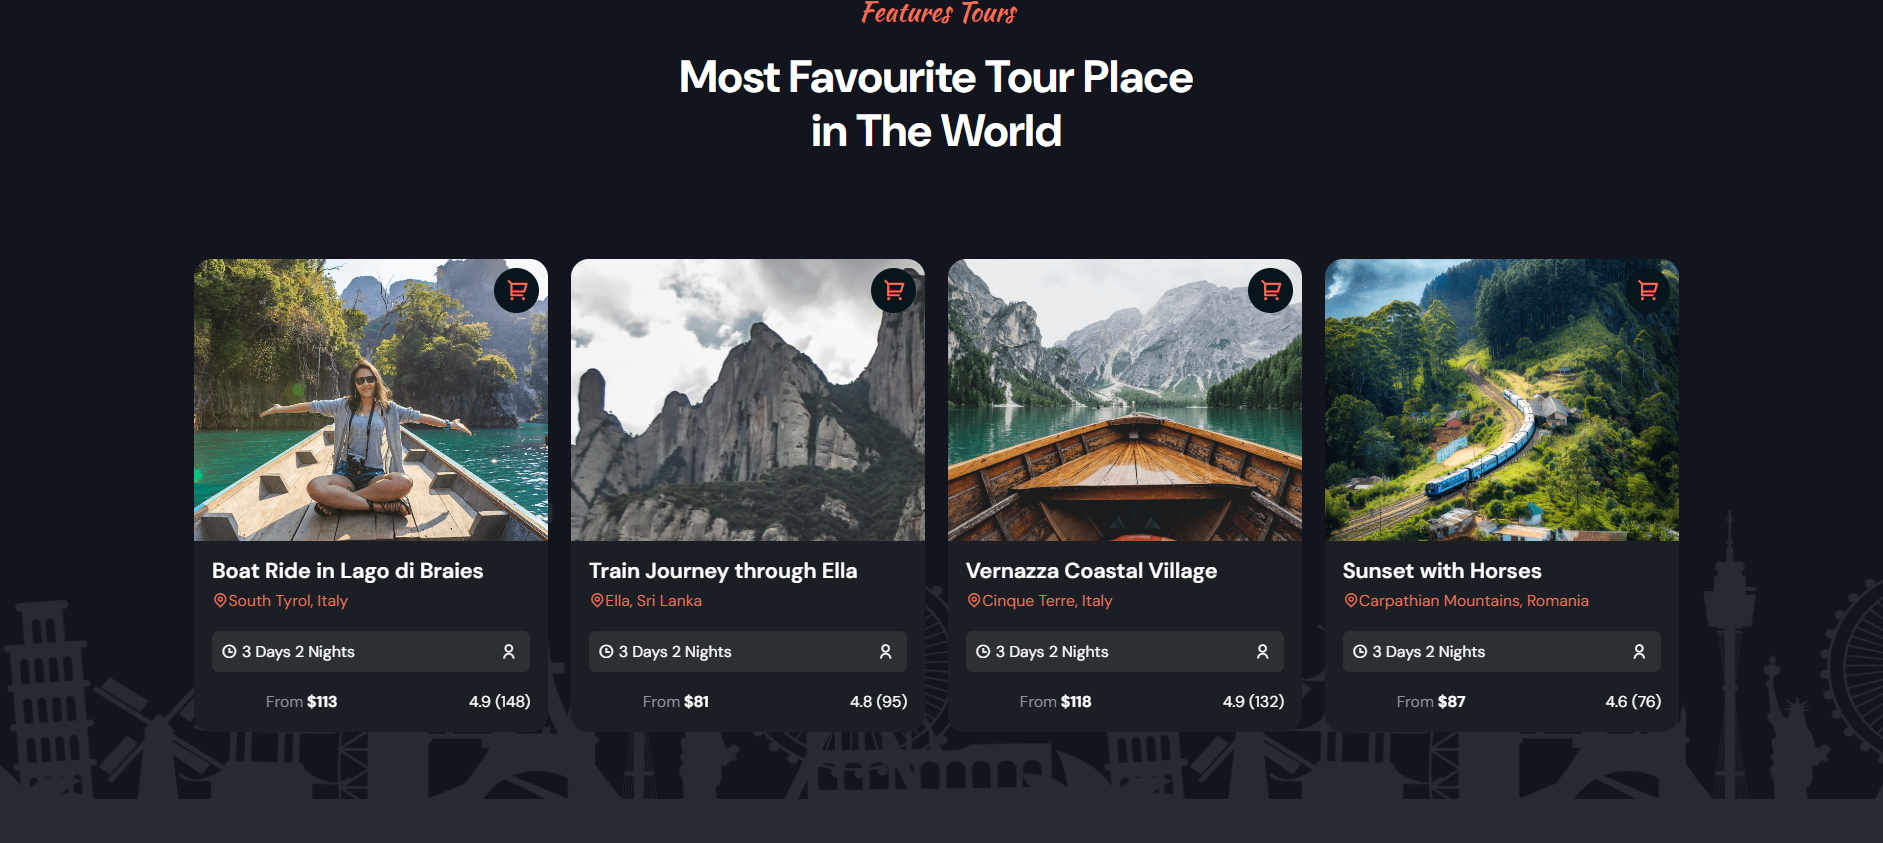 Features Tours
Most Favourite Tour Place
in The World
Boat Ride in Lago di Braies
South Tyrol, Italy
3 Days 2 Nights
From $113
4.9 (148)
Train Journey through Ella
Ella, Sri Lanka
3 Days 2 Nights
From $81
4.8 (95)
Vernazza Coastal Village
Cinque Terre, Italy
3 Days 2 Nights
From $118
4.9 (132)
Sunset with Horses
Carpathian Mountains, Romania
3 Days 2 Nights
From $87
4.6 (76)